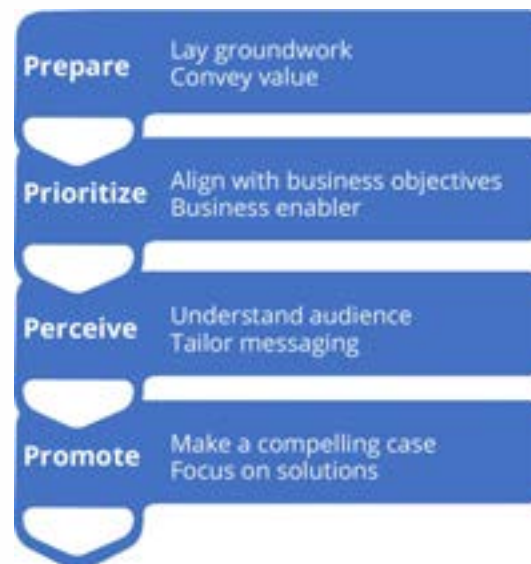 Prepare
Lay groundwork
Convey value
Prioritize
Align with business objectives
Business enabler
Perceive
Understand audience
Tailor messaging
Promote
Make a compelling case
Focus on solutions